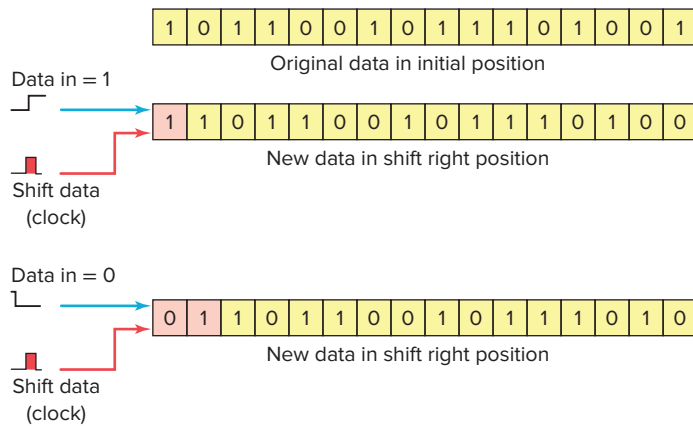 1 0 1 1 0 0 1 0 1 1 1 0 1 0 0 1
Original data in initial position
Data in = 1
1 1 0 1 1 0 0 1 0 1 1 1 0 1 0 0
New data in shift right position
Shift data
(clock)
Data in = 0
0 1 1 0 1 1 0 0 1 0 1 1 1 0 1 0
New data in shift right position
Shift data
(clock)